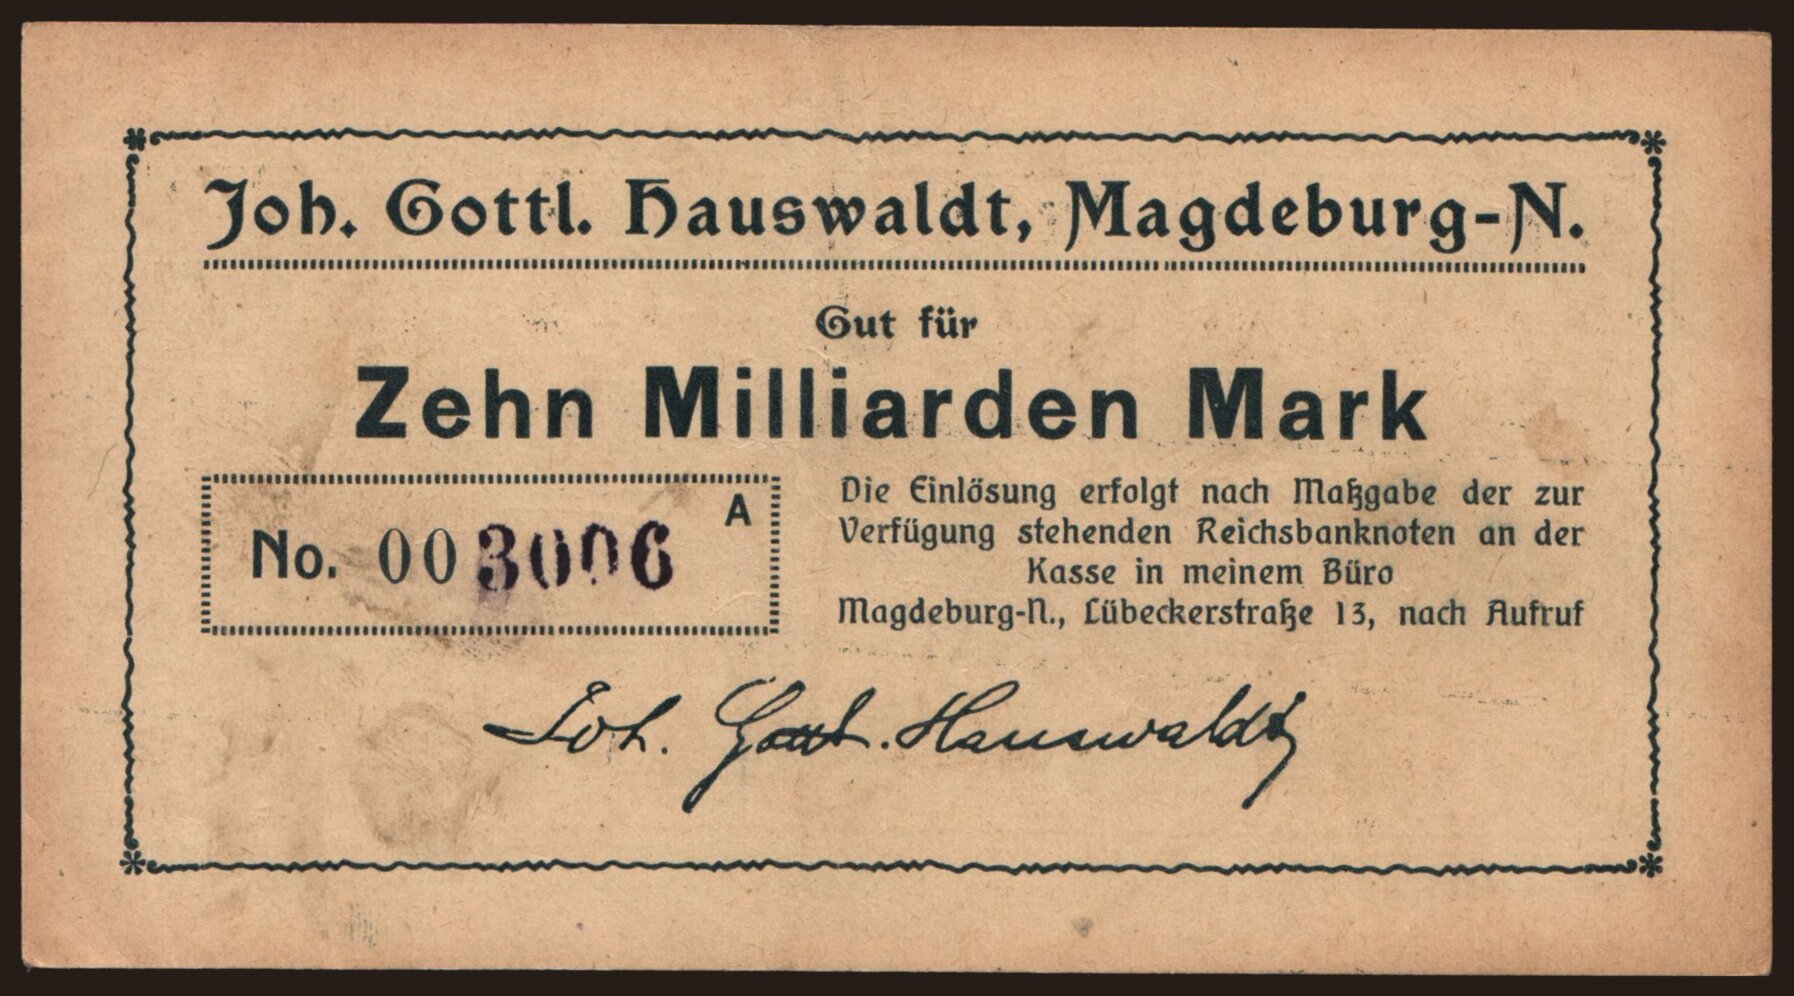 Joh. Gottl. Hauswaldt, Magdeburg-N.
Gut für
Zehn Milliarden Mark
A
No. 003006
Die Einlösung erfolgt nach Maßgabe der zur
Verfügung stehenden Reichsbanknoten an der
Kasse in meinem Büro
Magdeburg-N., Lübeckerstraße 13, nach Aufruf
Joh. Gottl. Hauswaldt